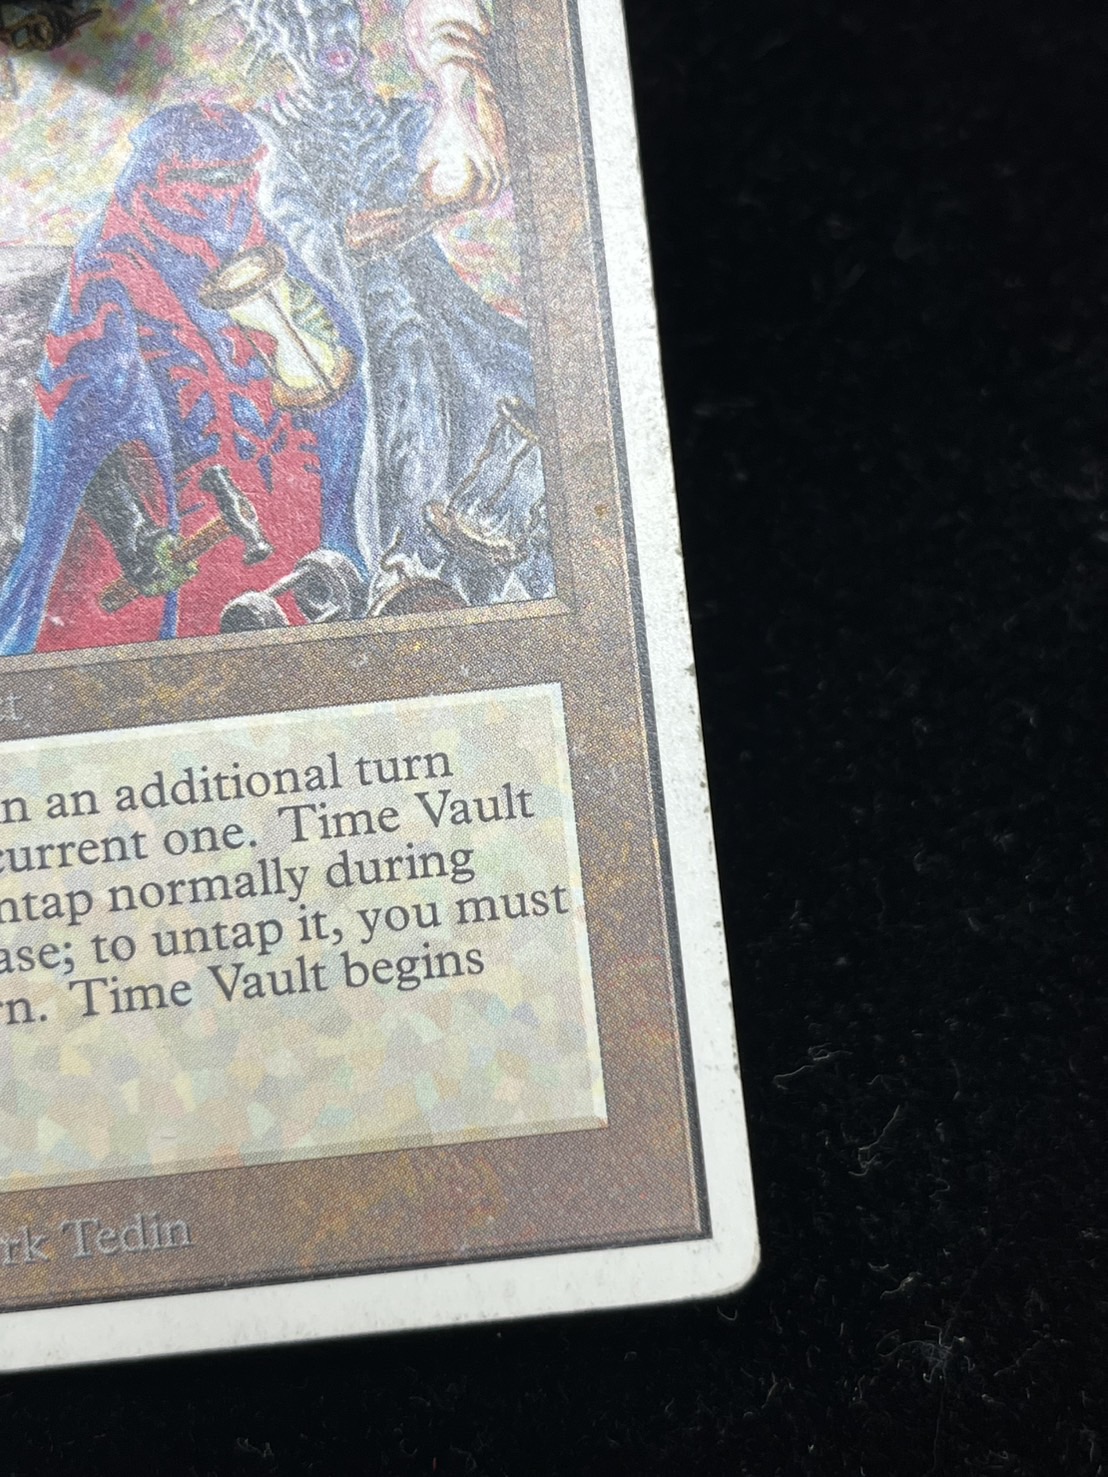 n an additional turn
current one. Time Vault
ntap normally during
ase; to untap it, you must
rn. Time Vault begins
rk Tedin